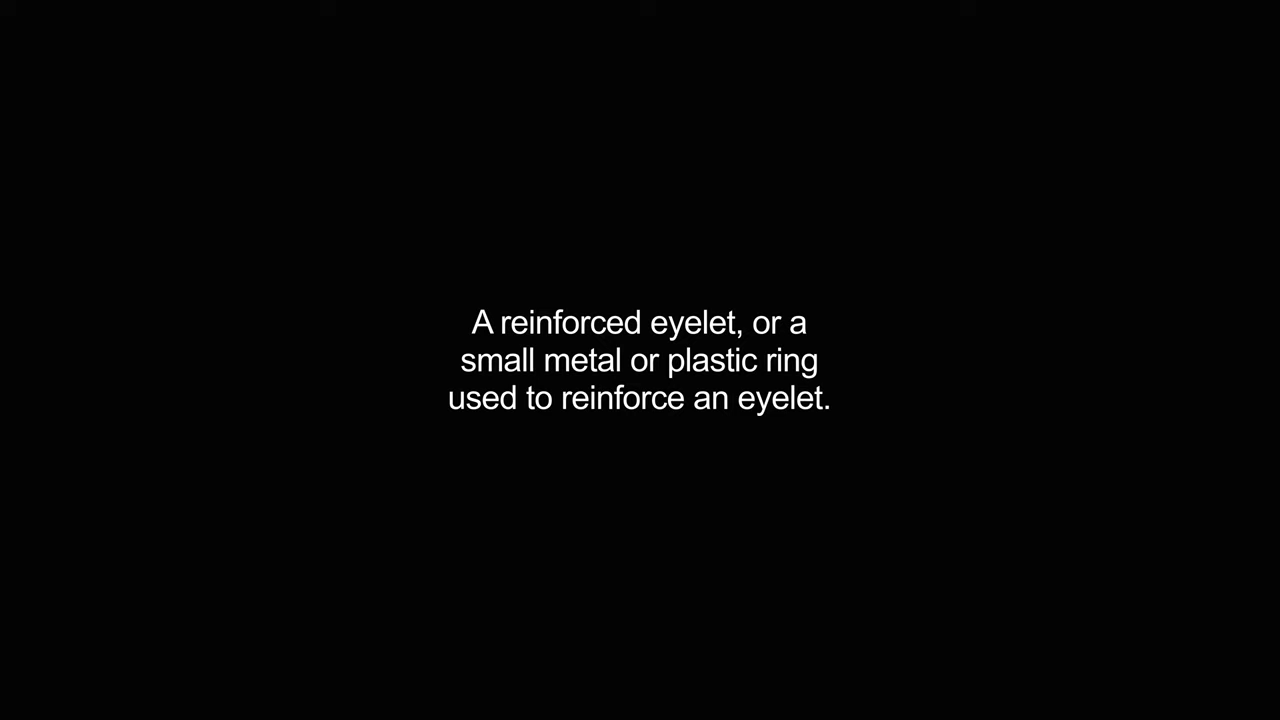 A reinforced eyelet, or a
small metal or plastic ring
used to reinforce an eyelet.